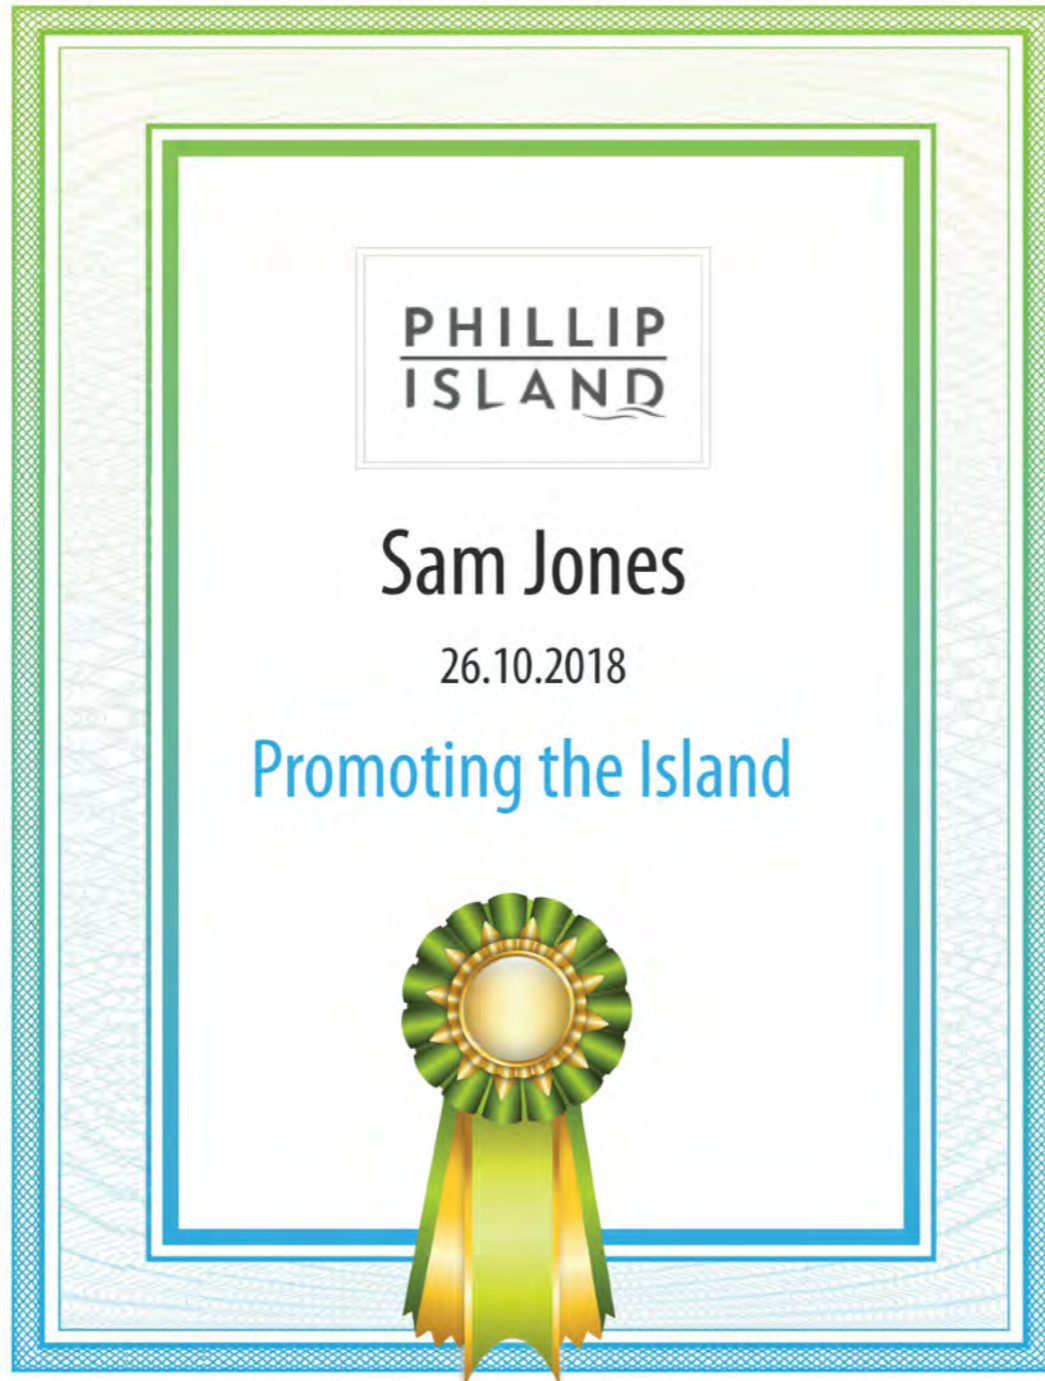 PHILLIP
ISLAND
Sam Jones
26.10.2018
Promoting the Island